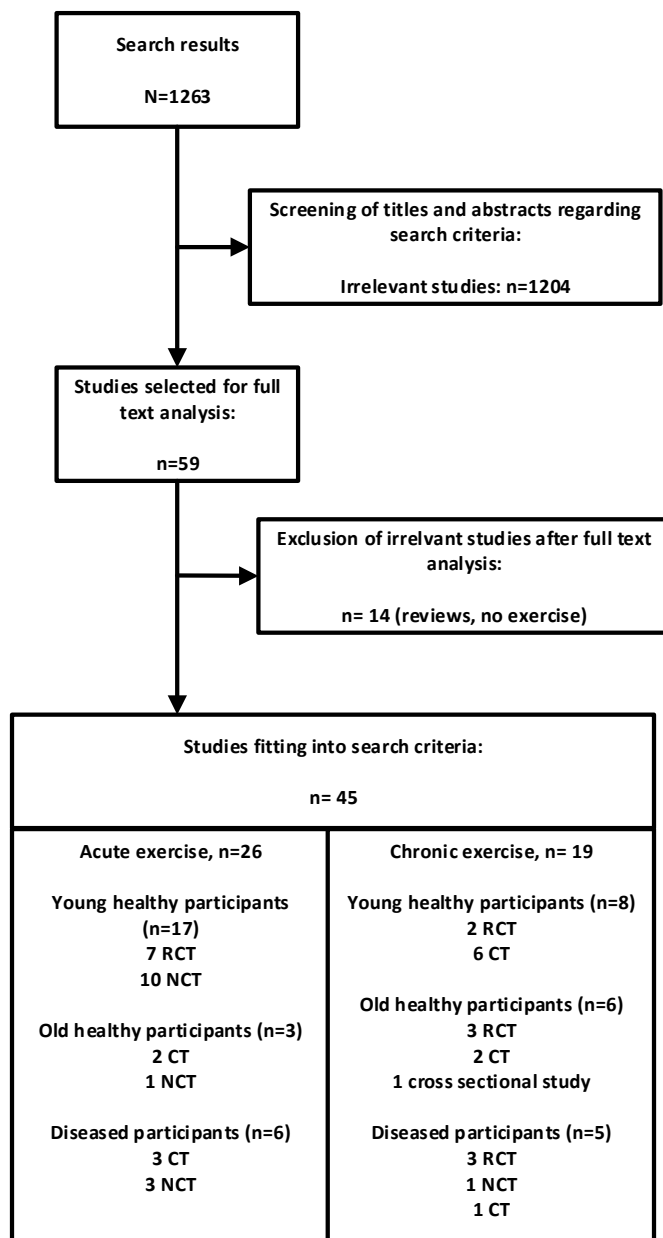 Search results
N=1263
Screening of titles and abstracts regarding
search criteria:
Irrelevant studies: n=1204
Studies selected for full
text analysis:
n=59
Exclusion of irrelvant studies after full text
analysis:
n= 14 (reviews, no exercise)
Studies fitting into search criteria:
n= 45
Acute exercise, n=26
Young healthy participants
(n=17)
7 RCT
10 NCT
Old healthy participants (n=3)
2 CT
1 NCT
Diseased participants (n=6)
3 CT
3 NCT
Chronic exercise, n= 19
Young healthy participants (n=8)
2 RCT
6 CT
Old healthy participants (n=6)
3 RCT
2 CT
1 cross sectional study
Diseased participants (n=5)
3 RCT
1 NCT
1 CT